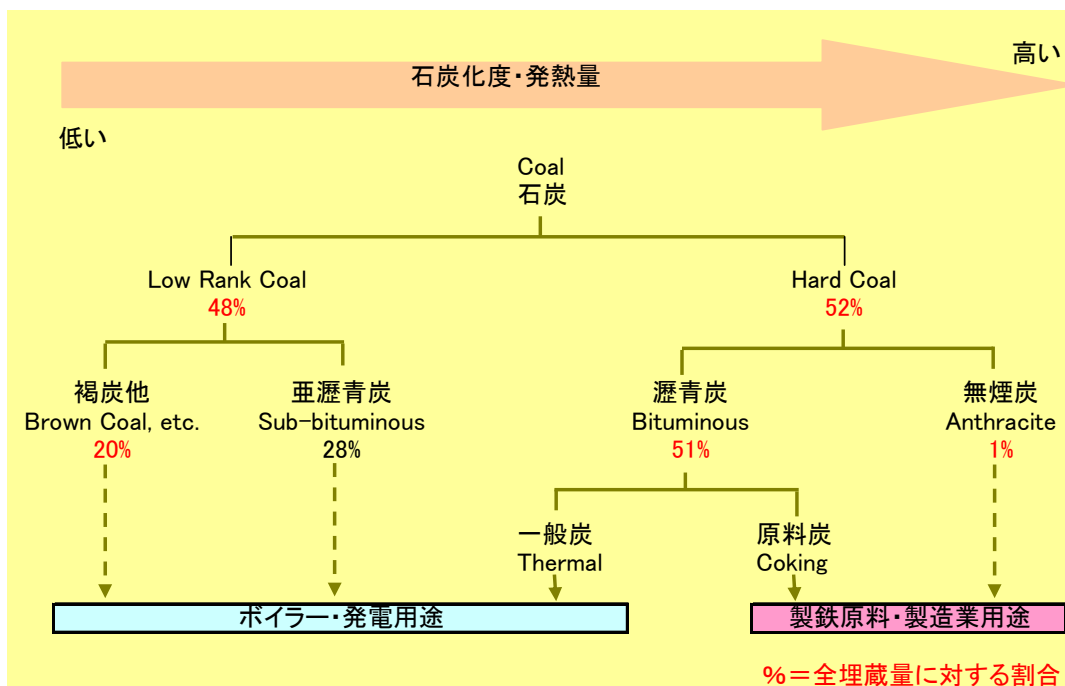 高い
石炭化度・発熱量
低い
Coal
石炭
Low Rank Coal
48%
Hard Coal
52%
褐炭他
Brown Coal, etc.
20%
亜瀝青炭
Sub-bituminous
28%
瀝青炭
Bituminous
51%
無煙炭
Anthracite
1%
一般炭
Thermal
原料炭
Coking
ボイラー・発電用途
製鉄原料・製造業用途
%=全埋蔵量に対する割合